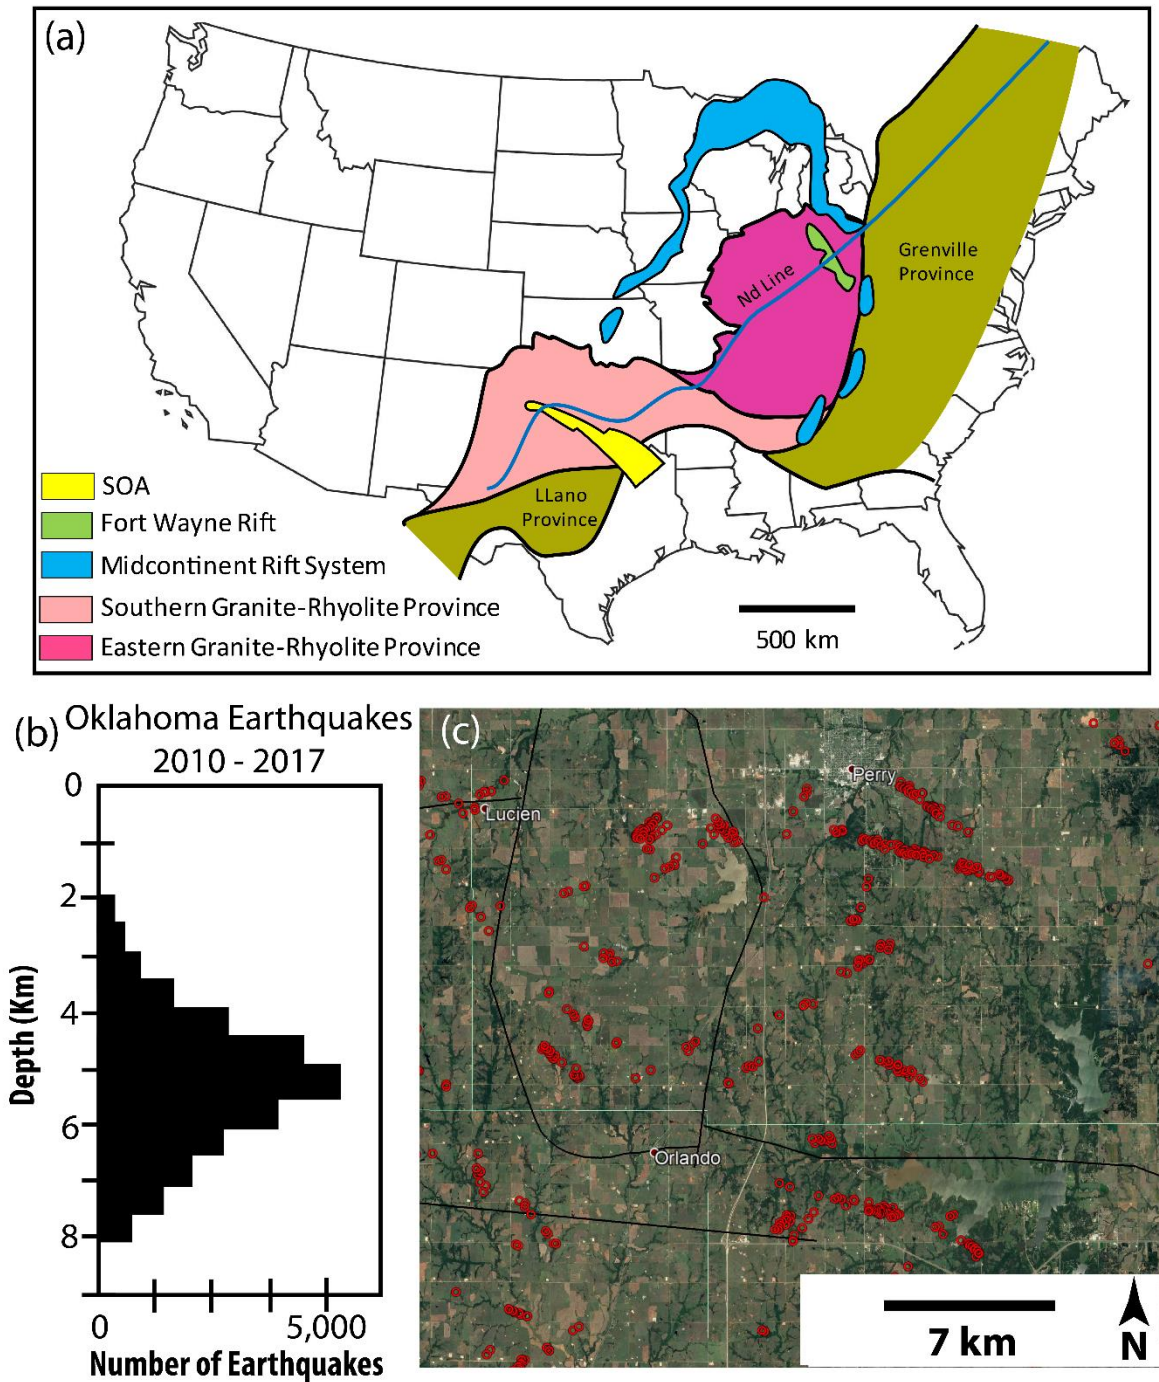 (a)
Grenville
Province
Nd Line
LLano
Province
SOA
Fort Wayne Rift
Midcontinent Rift System
Southern Granite-Rhyolite Province
Eastern Granite-Rhyolite Province
500 km
(b)
Oklahoma Earthquakes
2010 - 2017
0
2
4
6
8
Depth (Km)
0
5,000
Number of Earthquakes
(c)
Perry
Lucien
Orlando
7 km
N